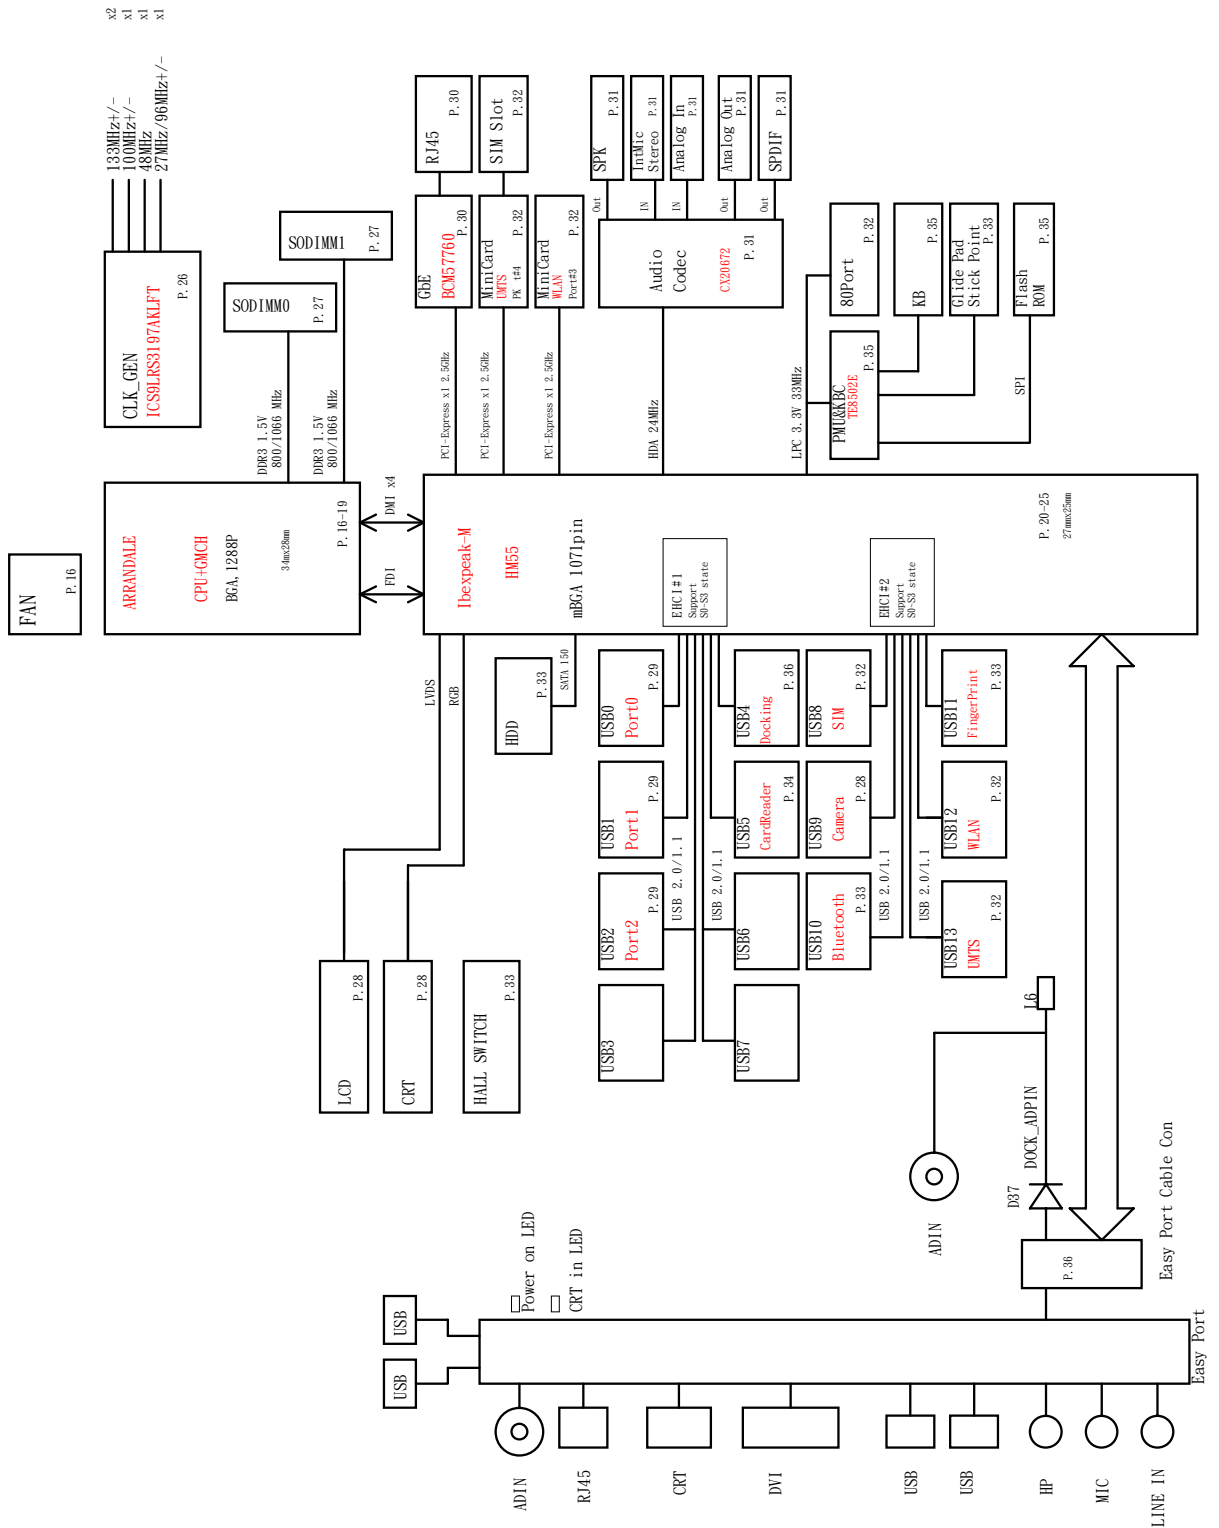 FAN
P.16
ARRANDALE
CPU+GMCH
BGA,1288P
34mmx28mm
P.16-19
CLK_GEN
ICS9LRS3197AKLFT
P.26
133MHz+/-
x2
100MHz+/-
x1
48MHz
x1
27MHz/96MHz+/-
x1
SODIMM0
P.27
SODIMM1
P.27
DDR3 1.5V
800/1066 MHz
DDR3 1.5V
800/1066 MHz
FDI
DMI x4
Ibexpeak-M
HM55
mBGA 1071pin
P.20-25
27mmx25mm
EHCI#1
Support
S0~S3 state
EHCI#2
Support
S0~S3 state
PCI-Express x1 2.5GHz
GbE
BCM57760
P.30
RJ45
P.30
PCI-Express x1 2.5GHz
MiniCard
UMTS
P.32
SIM Slot
P.32
PCI-Express x1 2.5GHz
MiniCard
WLAN
Port#3
P.32
HDA 24MHz
Audio
Codec
CX20672
P.31
Out
SPK
P.31
IN
IntMic
Stereo
P.31
IN
Analog In
P.31
Out
Analog Out
P.31
Out
SPDIF
P.31
LPC 3.3V 33MHz
80Port
P.32
PMU&KBC
TE8502E
P.35
KB
P.35
Glide Pad
Stick Point
P.33
SPI
Flash
ROM
P.35
LVDS
RGB
LCD
P.28
CRT
P.28
HALL SWITCH
P.33
HDD
P.33
SATA 150
USB0
Port0
P.29
USB1
Port1
P.29
USB2
Port2
P.29
USB3
USB 2.0/1.1
USB 2.0/1.1
USB4
Docking
P.36
USB5
CardReader
P.34
USB6
USB7
USB8
SIM
P.32
USB9
Camera
P.28
USB10
Bluetooth
P.33
USB 2.0/1.1
USB 2.0/1.1
USB11
FingerPrint
P.33
USB12
WLAN
P.32
USB13
UMTS
P.32
L6
DOCK_ADPIN
D37
ADIN
P.36
Easy Port Cable Con
Power on LED
CRT in LED
USB
USB
Easy Port
ADIN
RJ45
CRT
DVI
USB
USB
HP
MIC
LINE IN